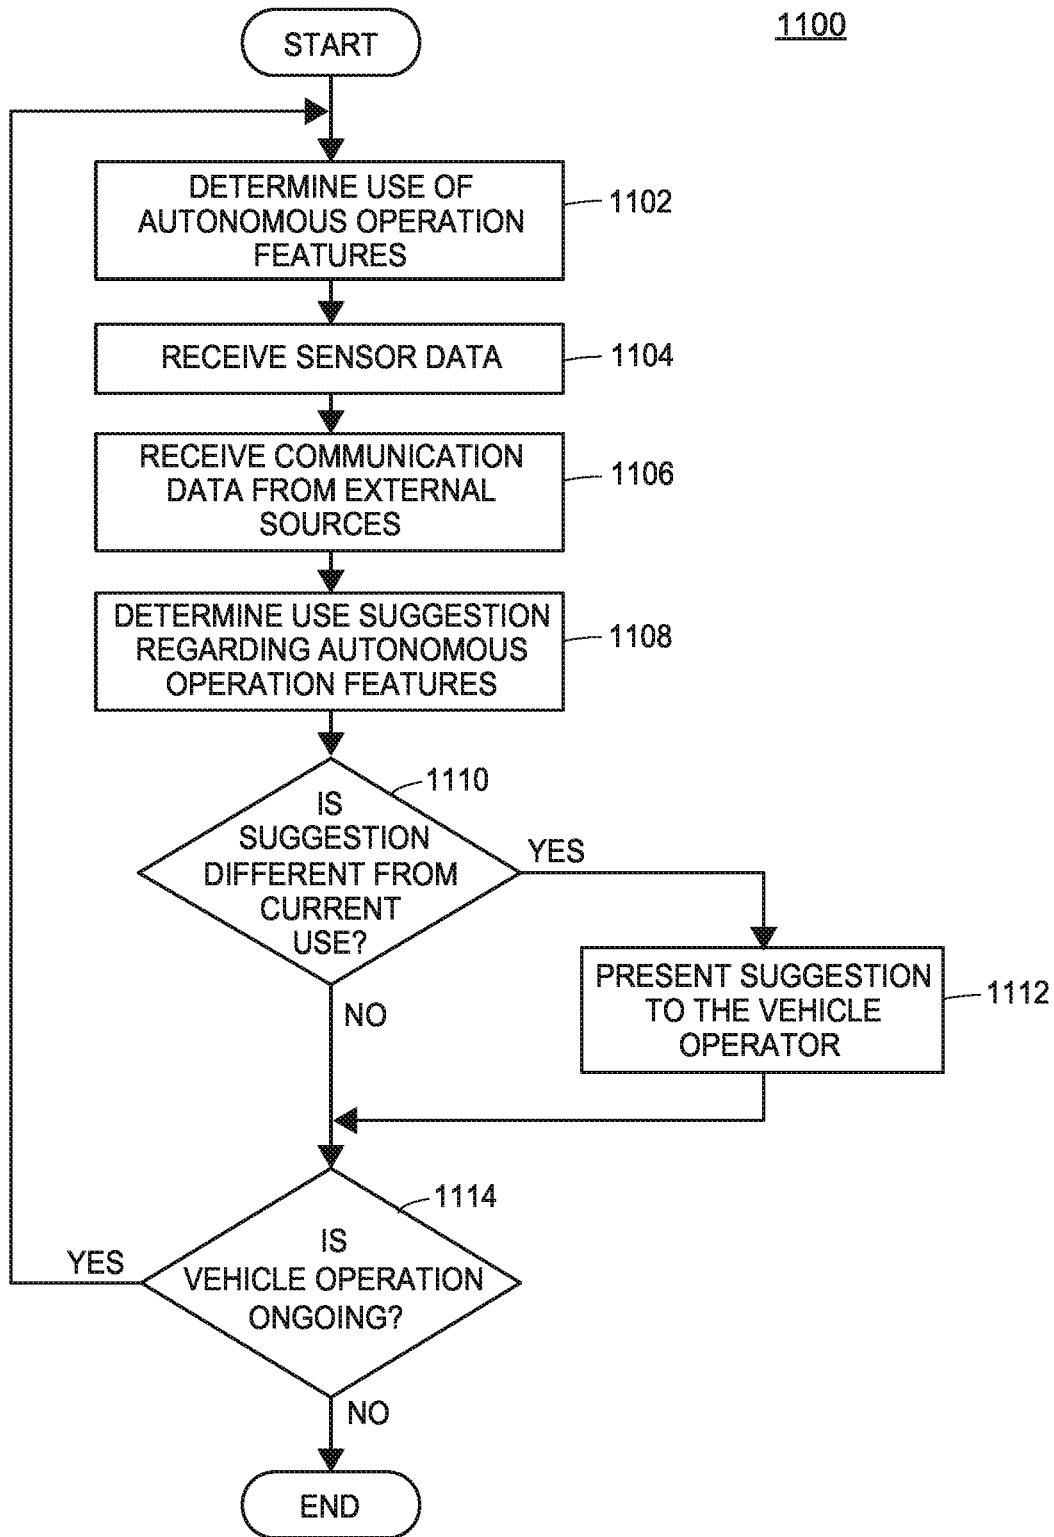 1100
START
DETERMINE USE OF
AUTONOMOUS OPERATION
FEATURES
1102
RECEIVE SENSOR DATA
1104
RECEIVE COMMUNICATION
DATA FROM EXTERNAL
SOURCES
1106
DETERMINE USE SUGGESTION
REGARDING AUTONOMOUS
OPERATION FEATURES
1108
1110
IS
SUGGESTION
DIFFERENT FROM
CURRENT
USE?
YES
NO
PRESENT SUGGESTION
TO THE VEHICLE
OPERATOR
1112
1114
IS
VEHICLE OPERATION
ONGOING?
YES
NO
END